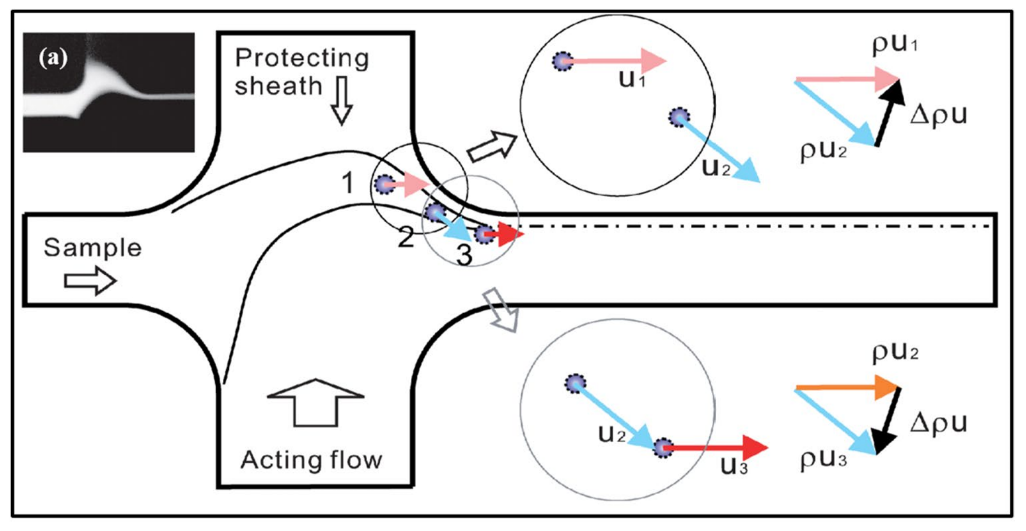 (a)
Protecting
sheath
1
2
3
Sample
Acting flow
u₁
u₂
ρu₁
Δρu
ρu₂
u₂
u₃
ρu₂
Δρu
ρu₃